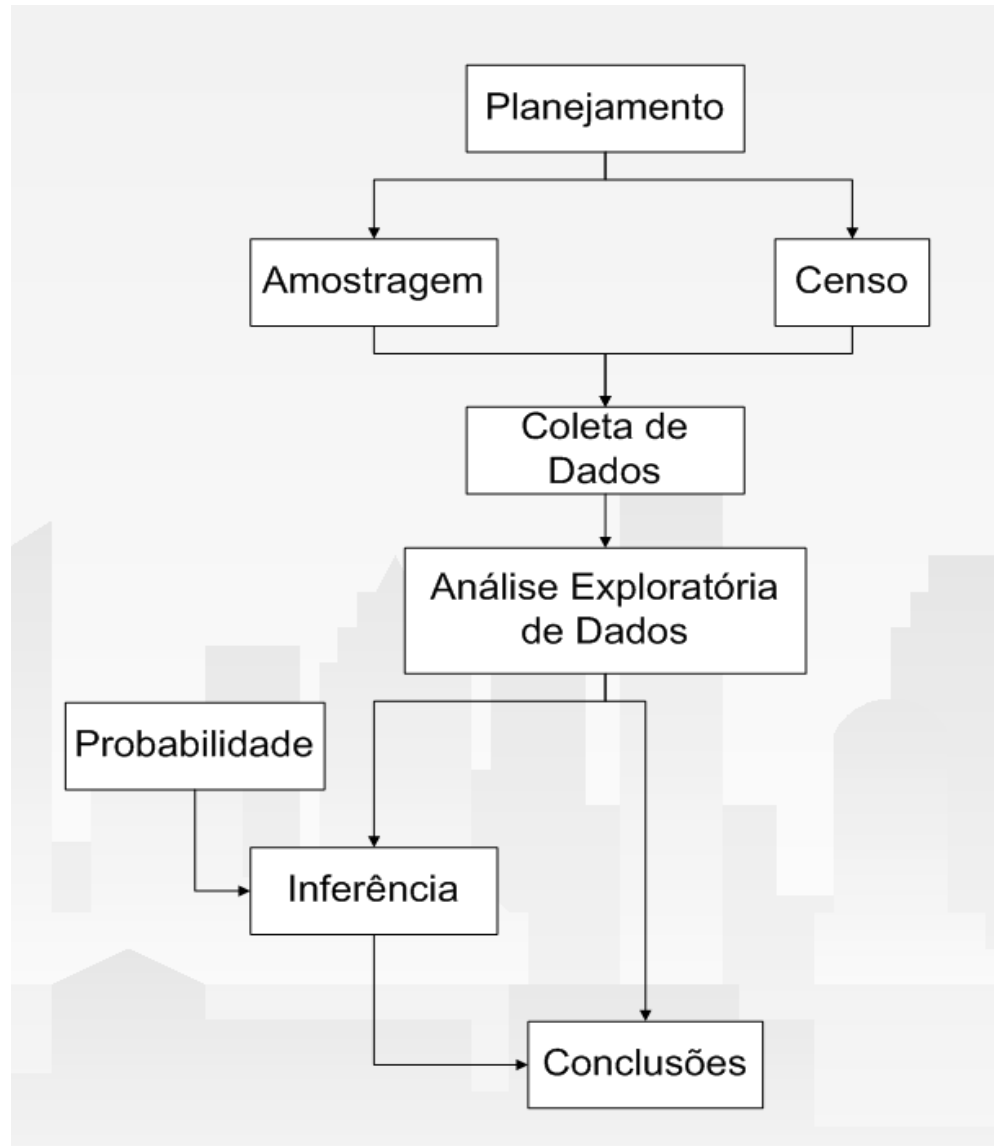 Planejamento
Amostragem
Censo
Coleta de
Dados
Análise Exploratória
de Dados
Probabilidade
Inferência
Conclusões